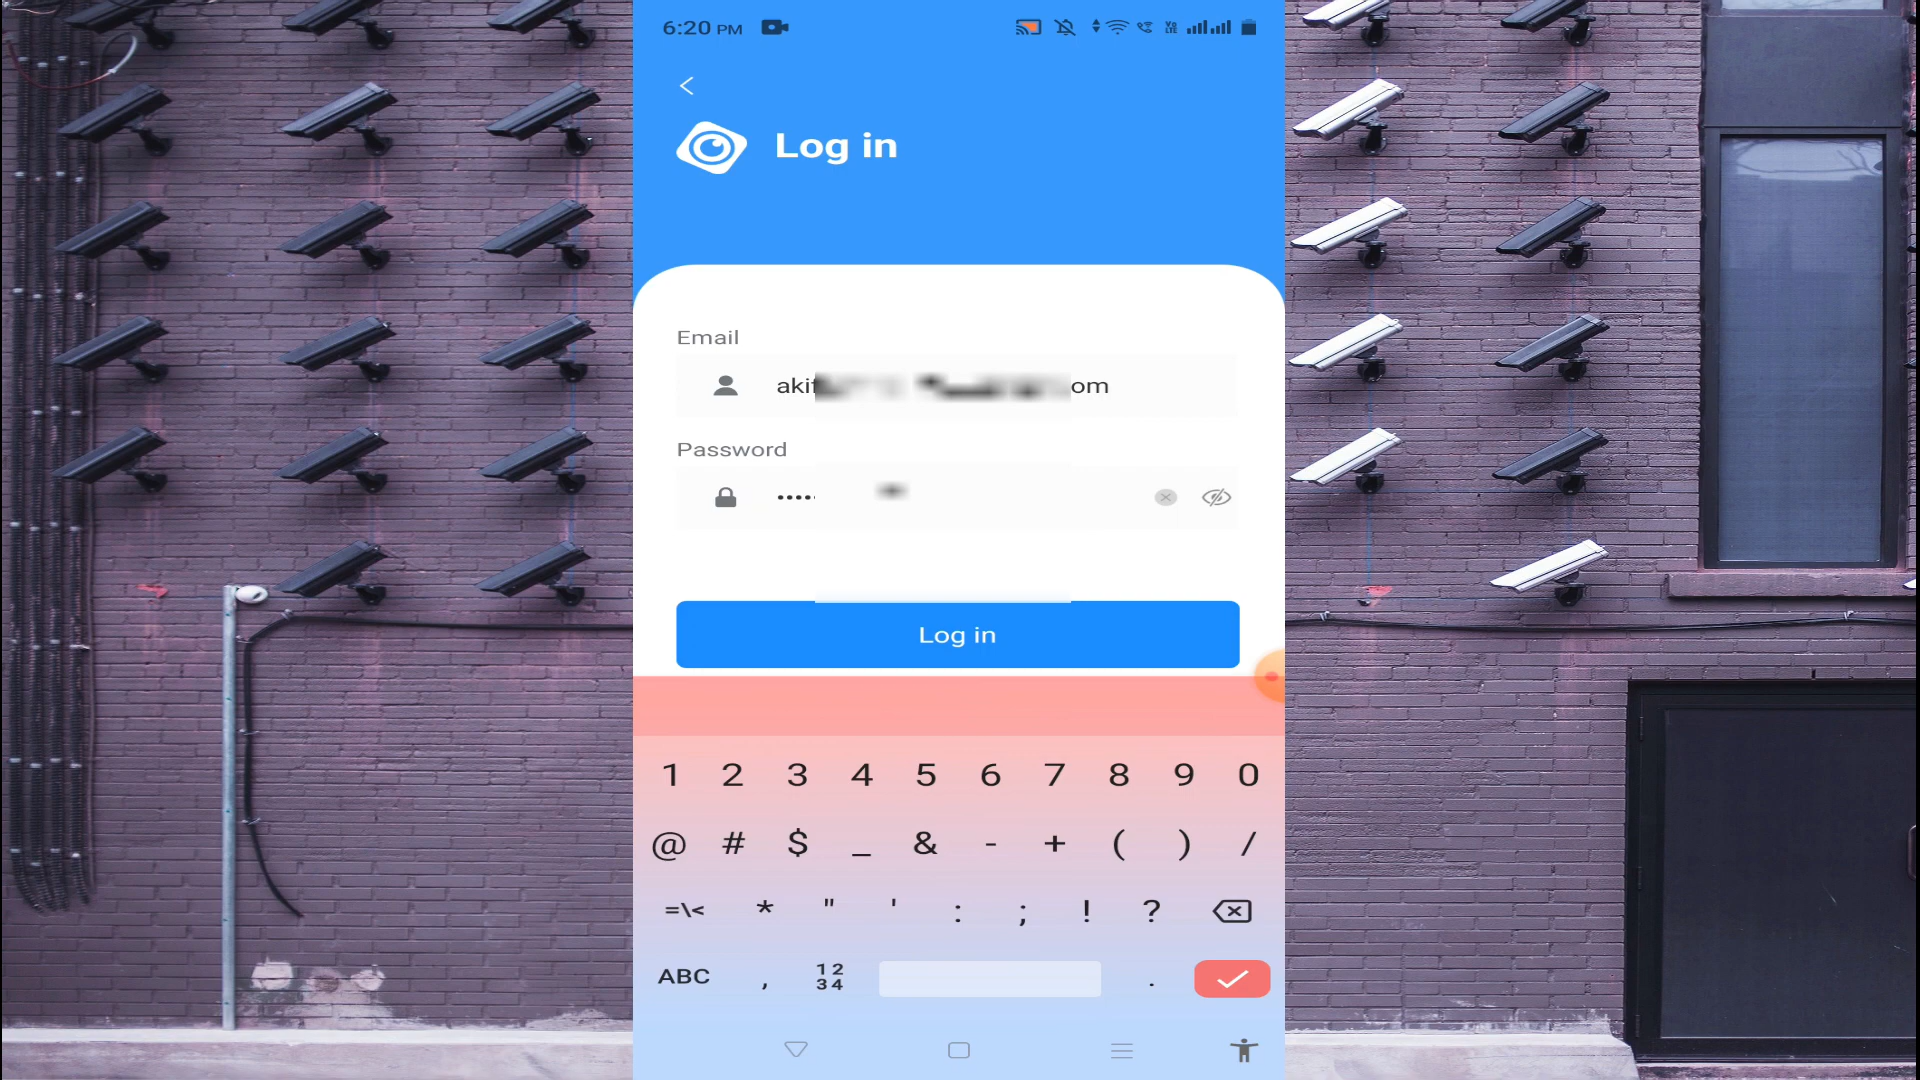 6:20 PM
Log in
Email
om
Password
Log in
1 2 3 4 5 6 7 8 9 0
@ # $ _ & - + ( ) /
=\< * " ' : ; ! ?
ABC , 12 34 .